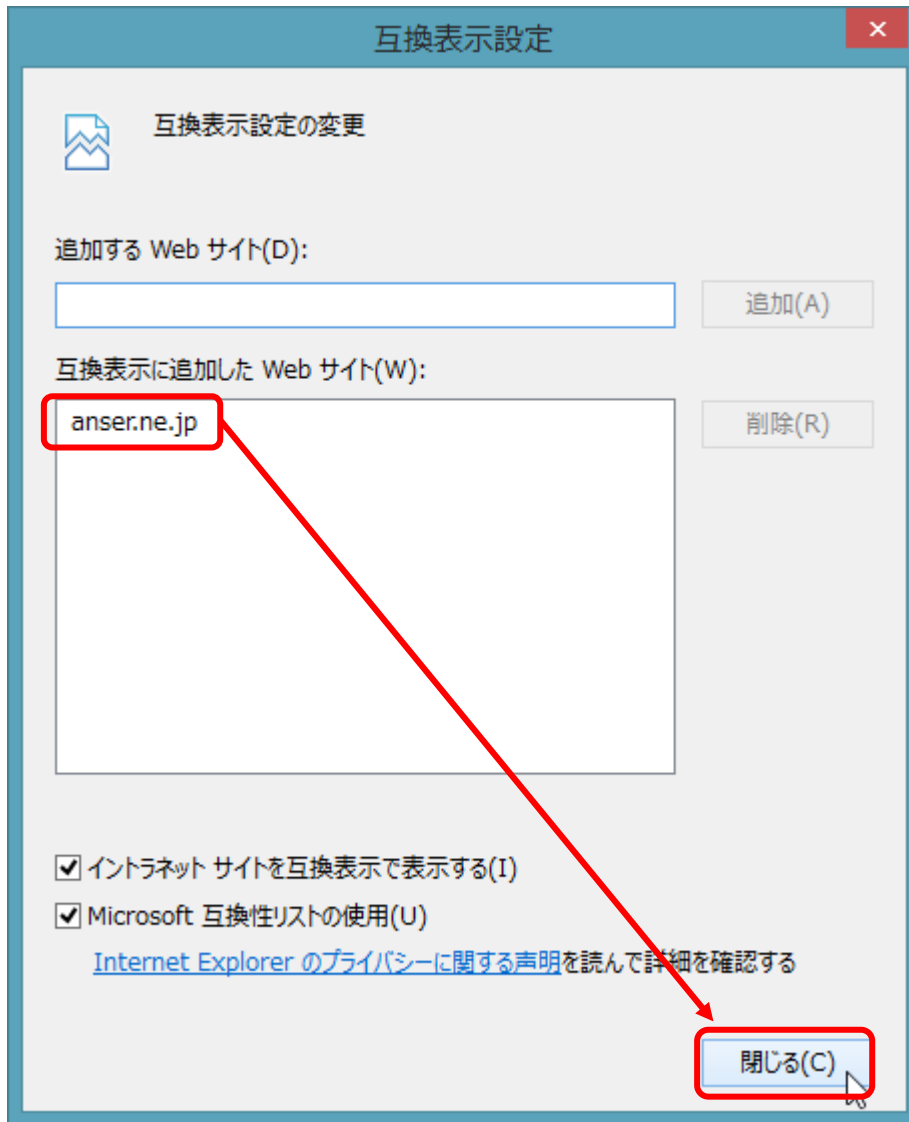 互換表示設定
互換表示設定の変更
追加する Web サイト(D):
追加(A)
互換表示に追加した Web サイト(W):
anser.ne.jp
削除(R)
イントラネット サイトを互換表示で表示する(I)
Microsoft 互換性リストの使用(U)
Internet Explorer のプライバシーに関する声明を読んで詳細を確認する
閉じる(C)